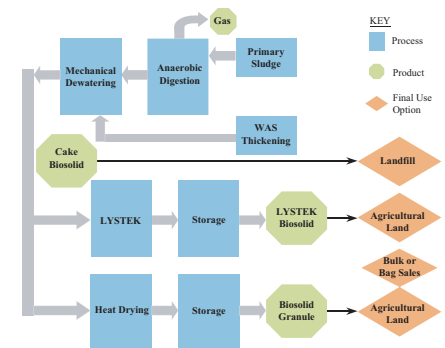 Gas
KEY
Process
Product
Final Use
Option
Mechanical
Dewatering
Anaerobic
Digestion
Primary
Sludge
WAS
Thickening
Cake
Biosolid
Landfill
LYSTEK
Storage
LYSTEK
Biosolid
Agricultural
Land
Bulk or
Bag Sales
Heat Drying
Storage
Biosolid
Granule
Agricultural
Land